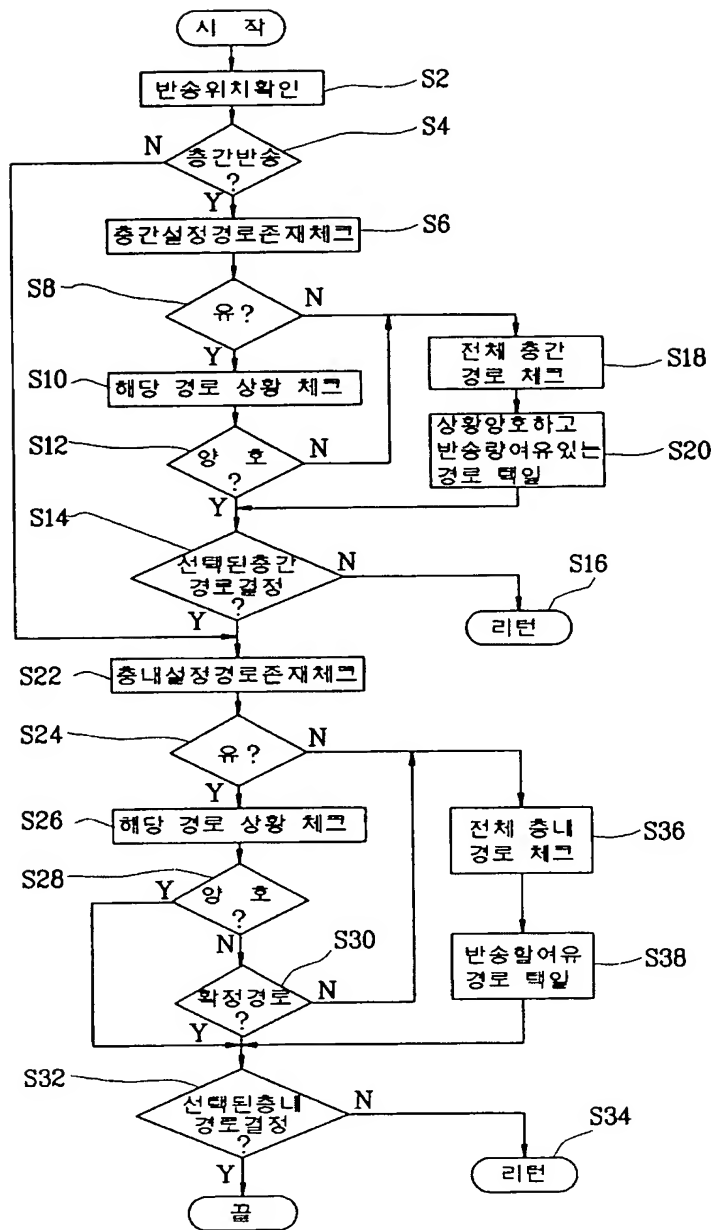 시 작
반송위치확인
S2
S4
N
층간반송
?
Y
층간설정경로존재체크
S6
S8
유?
N
Y
S10
해당 경로 상황 체크
전체 층간
경로 체크
S18
S12
양 호
?
N
Y
상황양호하고
반송량여유있는
경로 택일
S20
S14
선택된층간
경로결정
?
N
Y
S16
리턴
S22
층내설정경로존재체크
S24
유?
N
Y
S26
해당 경로 상황 체크
전체 층내
경로 체크
S36
S28
Y
양 호
?
N
S30
확정경로
?
N
Y
반송할여유
경로 택일
S38
S32
선택된층내
경로결정
?
N
Y
S34
리턴
끝